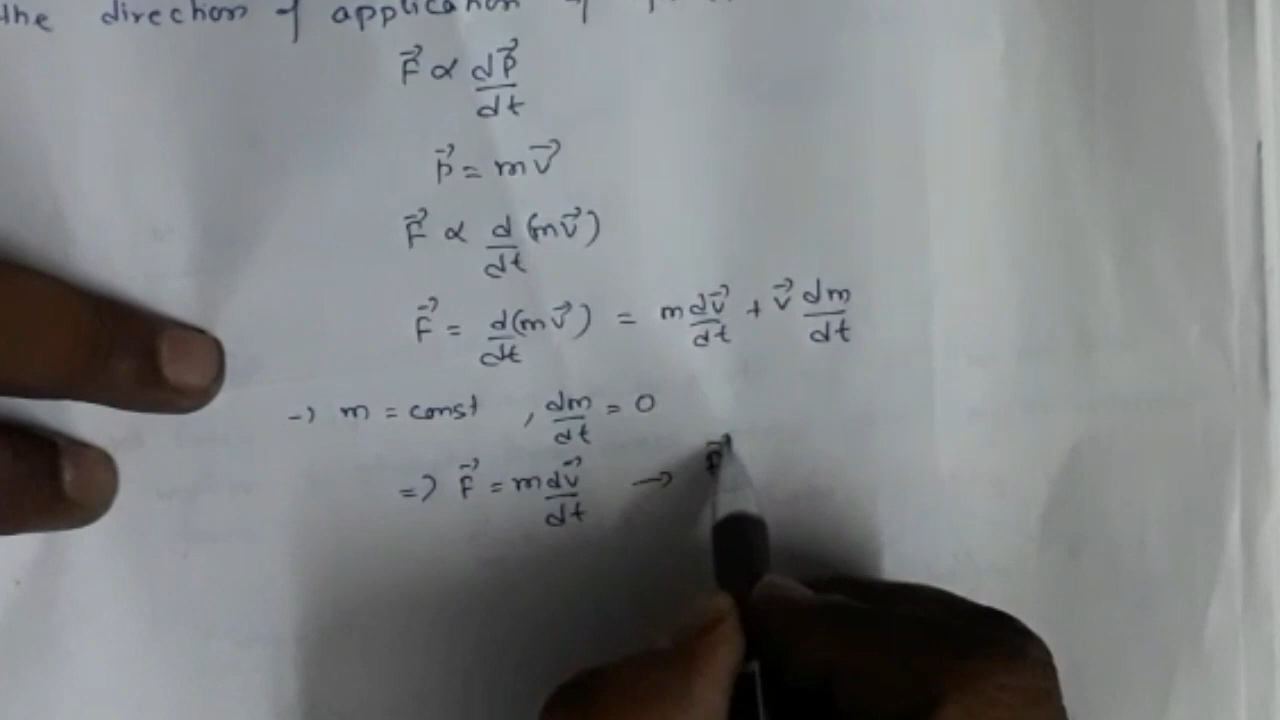 the direction of application of
F⃗ ∝ dP⃗/dt
P⃗ = mv⃗
F⃗ ∝ d/dt (mv⃗)
F⃗ = d/dt (mv⃗) = m dv⃗/dt + v⃗ dm/dt
→ m = const , dm/dt = 0
⇒ F⃗ = m dv⃗/dt →